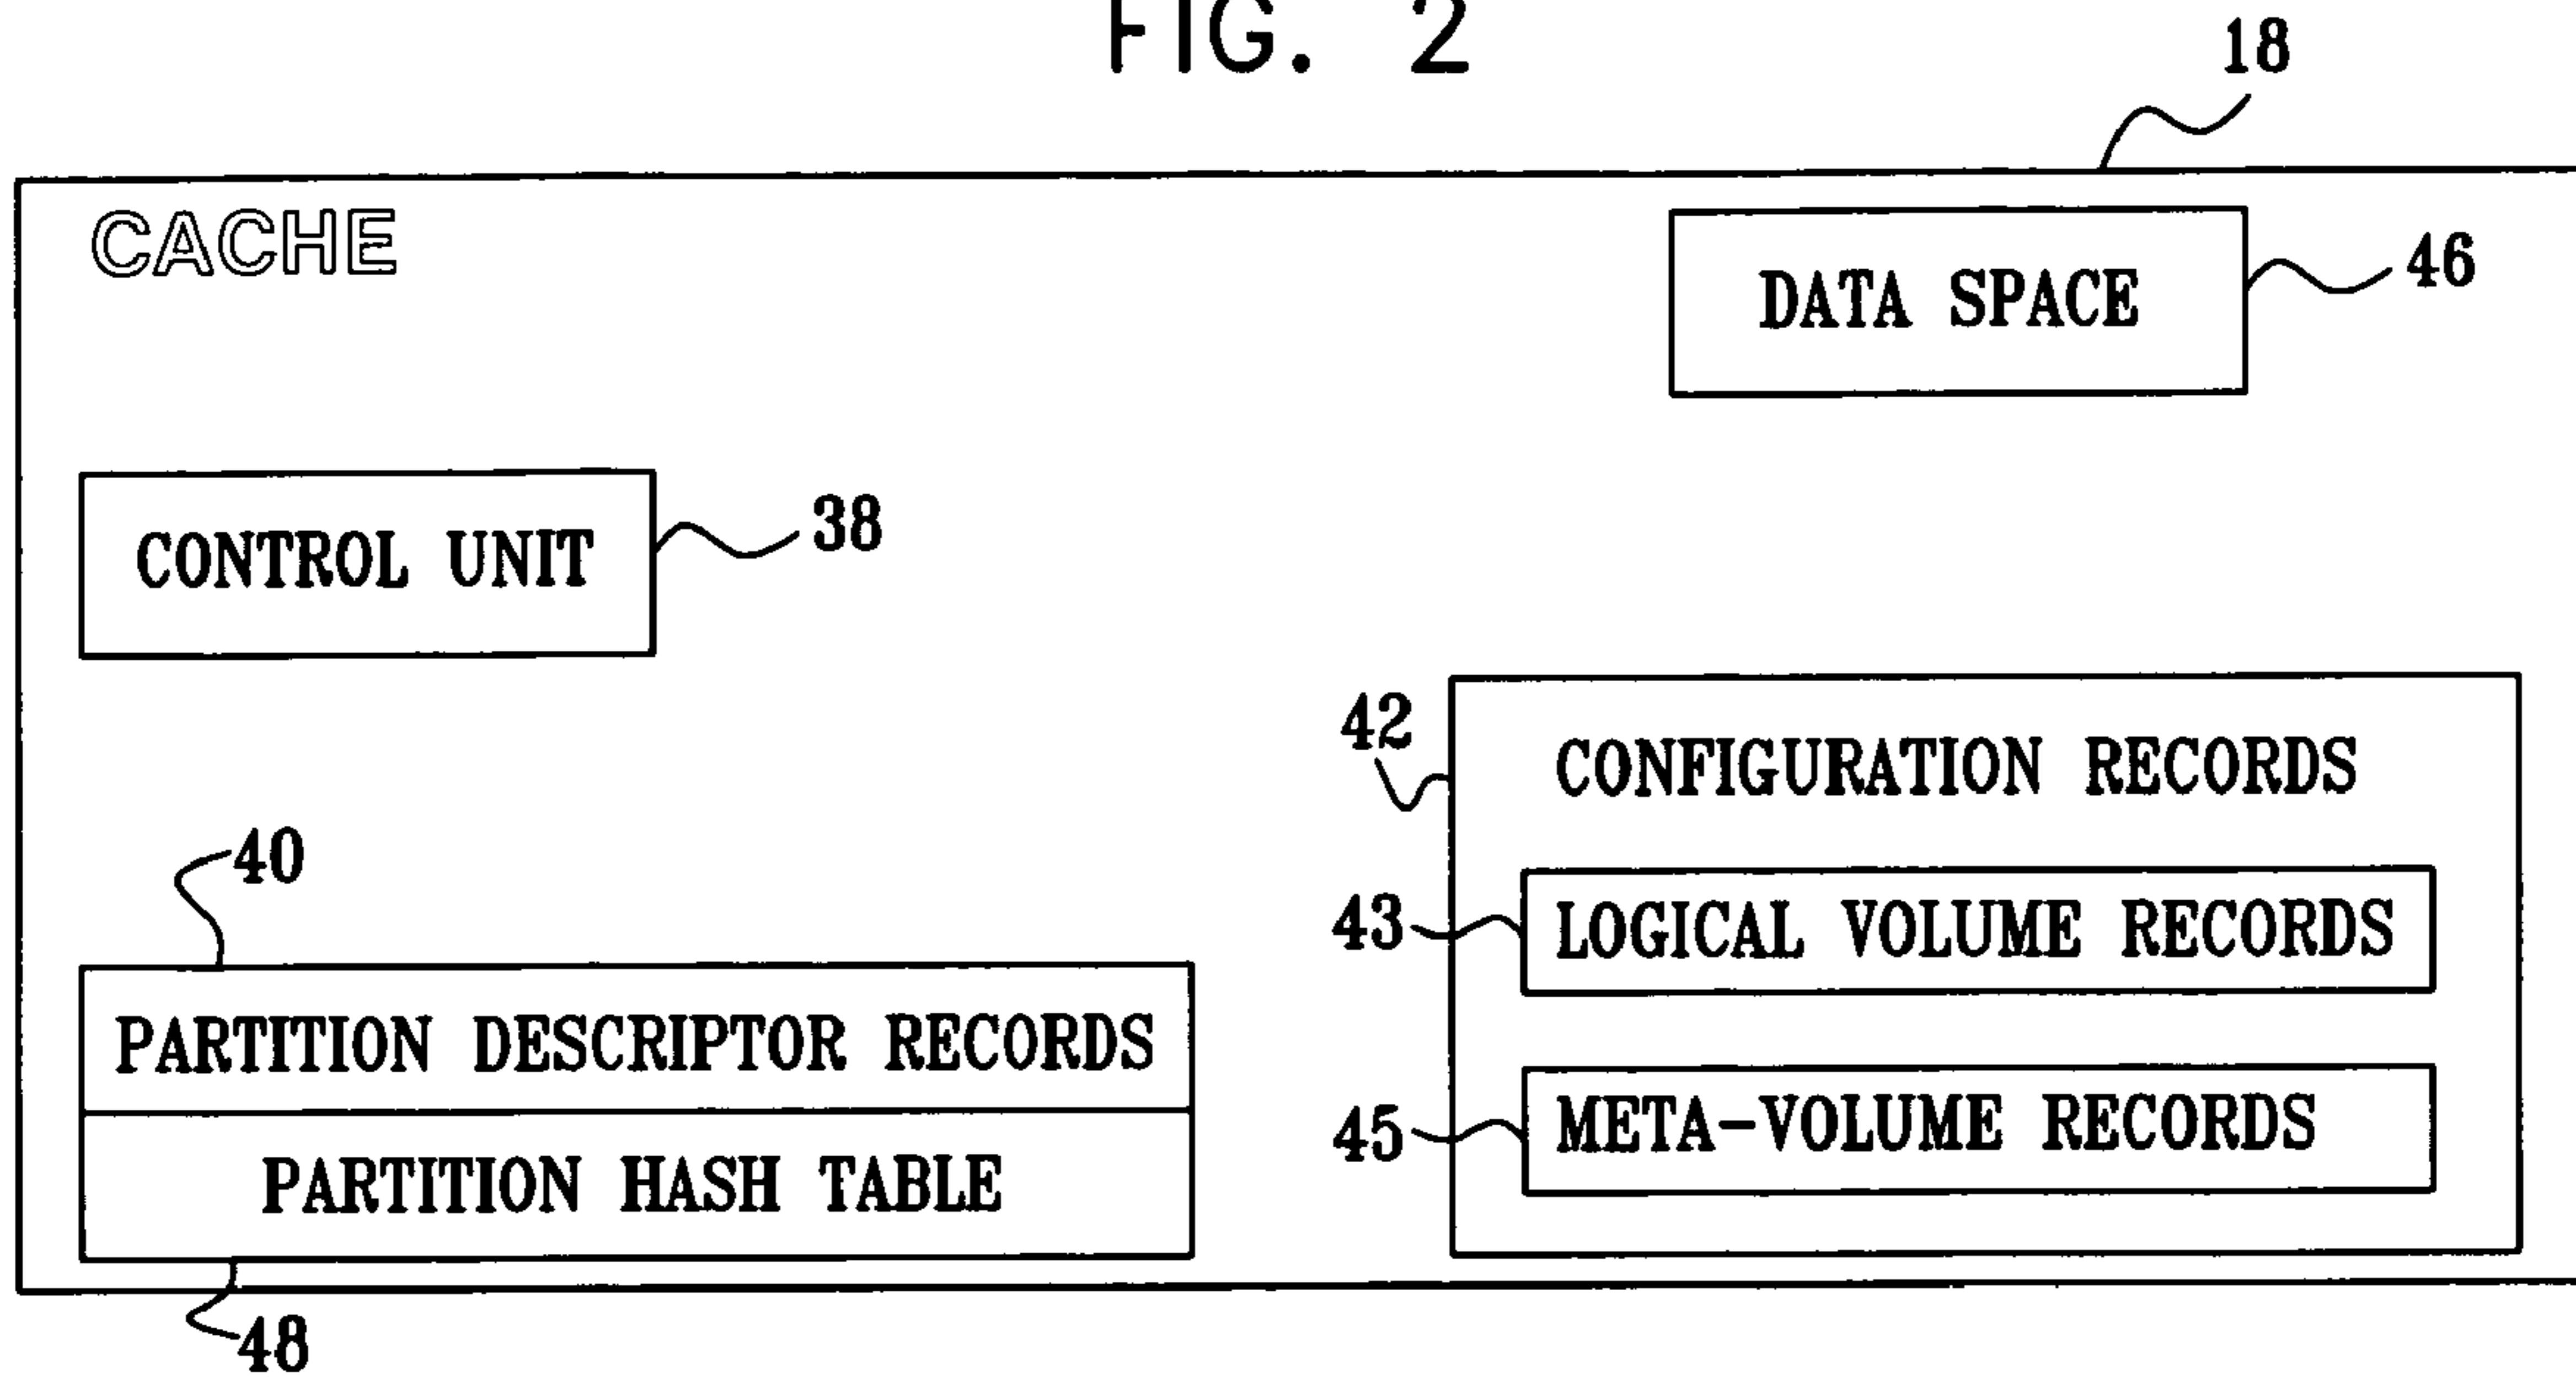 FIG. 2
18
CACHE
DATA SPACE
46
CONTROL UNIT
38
42
CONFIGURATION RECORDS
40
43
LOGICAL VOLUME RECORDS
PARTITION DESCRIPTOR RECORDS
45
META-VOLUME RECORDS
PARTITION HASH TABLE
48